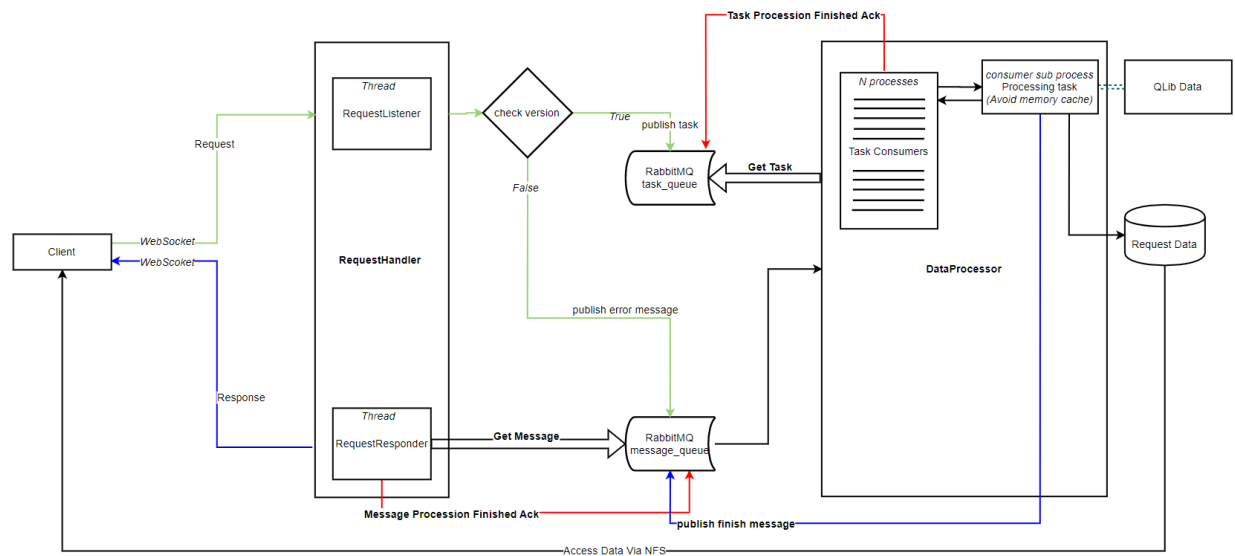 Task Procession Finished Ack
Thread
RequestListener
check version
True
publish task
N processes
Task Consumers
consumer sub process
Processing task
(Avoid memory cache)
QLib Data
Request
RabbitMQ
task_queue
Get Task
False
WebSocket
Client
WebScoket
RequestHandler
DataProcessor
Request Data
publish error message
Response
Thread
RequestResponder
Get Message
RabbitMQ
message_queue
Message Procession Finished Ack
publish finish message
Access Data Via NFS